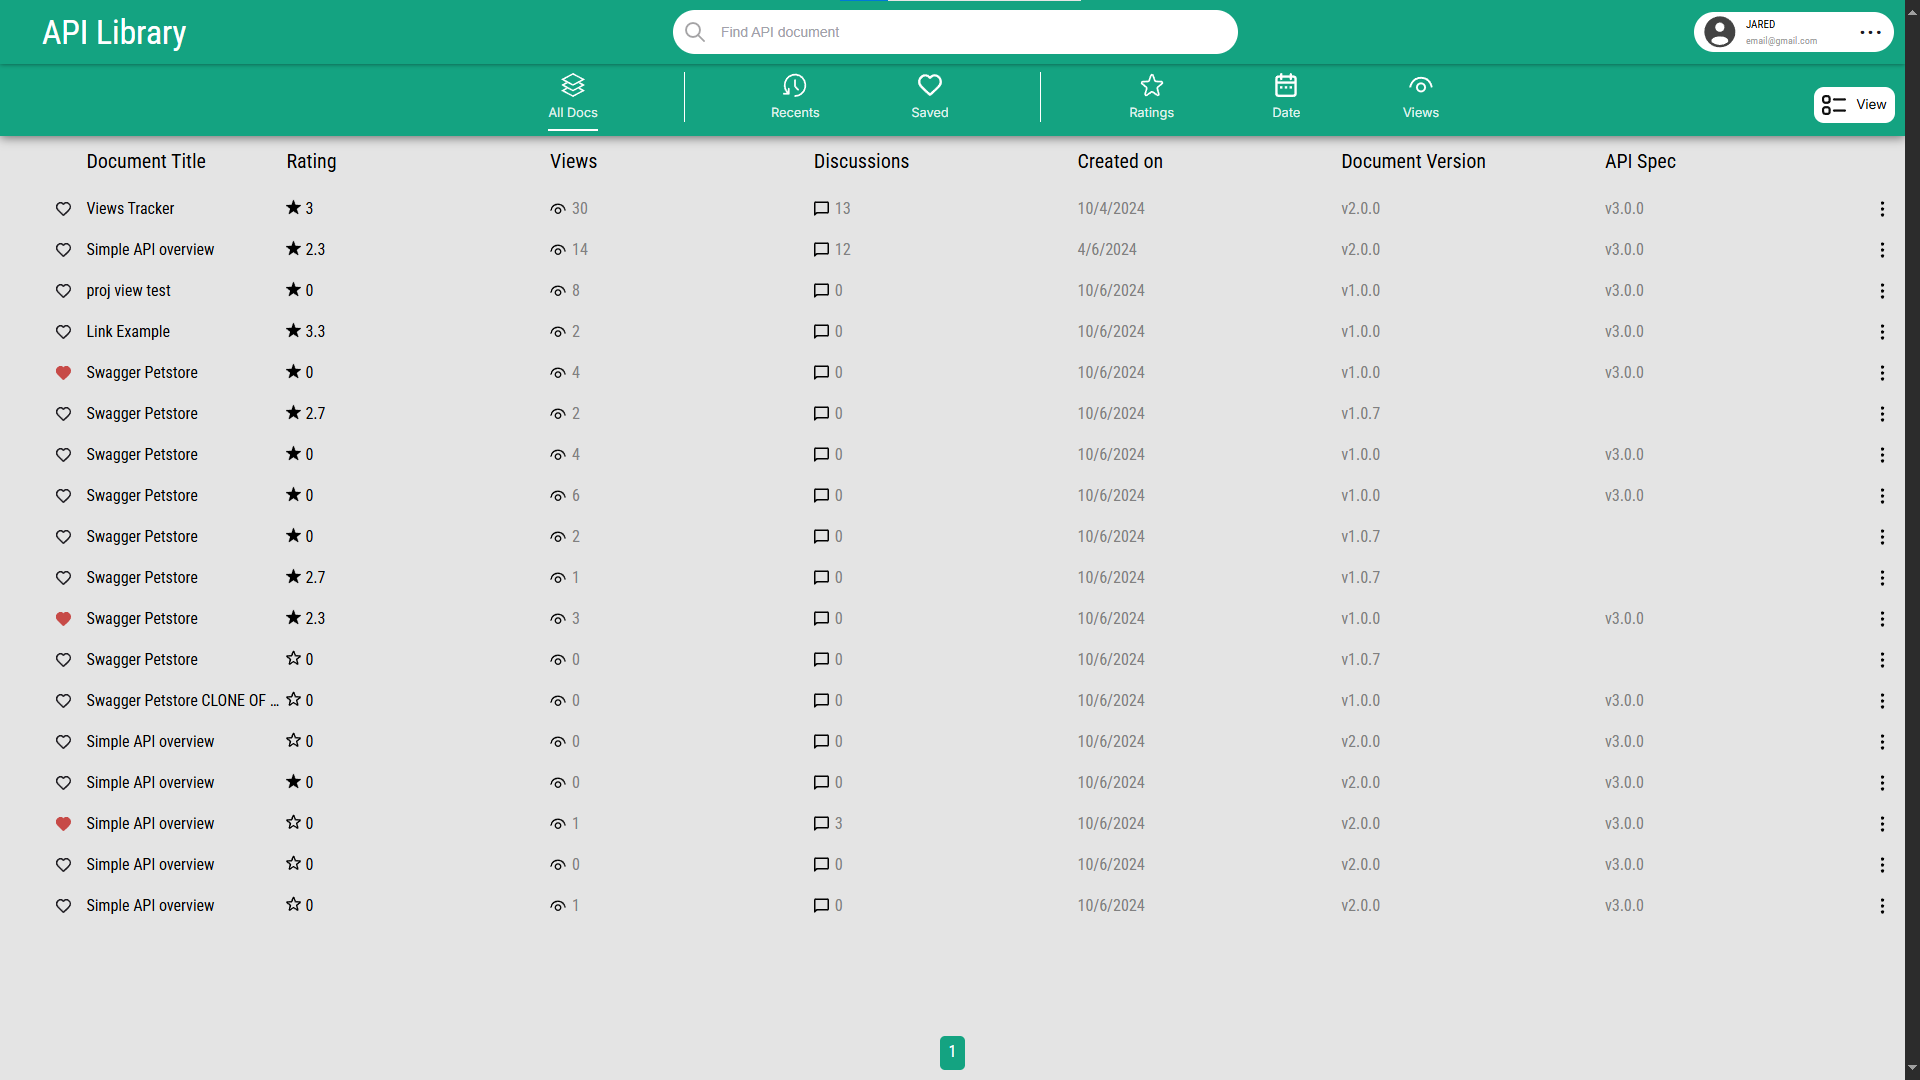 API Library
Find API document
JARED
email@gmail.com
All Docs
Recents
Saved
Ratings
Date
Views
View
Document Title Rating Views Discussions Created on Document Version API Spec
Views Tracker 3 30 13 10/4/2024 v2.0.0 v3.0.0
Simple API overview 2.3 14 12 4/6/2024 v2.0.0 v3.0.0
proj view test 0 8 0 10/6/2024 v1.0.0 v3.0.0
Link Example 3.3 2 0 10/6/2024 v1.0.0 v3.0.0
Swagger Petstore 0 4 0 10/6/2024 v1.0.0 v3.0.0
Swagger Petstore 2.7 2 0 10/6/2024 v1.0.7
Swagger Petstore 0 4 0 10/6/2024 v1.0.0 v3.0.0
Swagger Petstore 0 6 0 10/6/2024 v1.0.0 v3.0.0
Swagger Petstore 0 2 0 10/6/2024 v1.0.7
Swagger Petstore 2.7 1 0 10/6/2024 v1.0.7
Swagger Petstore 2.3 3 0 10/6/2024 v1.0.0 v3.0.0
Swagger Petstore 0 0 0 10/6/2024 v1.0.7
Swagger Petstore CLONE OF ... 0 0 0 10/6/2024 v1.0.0 v3.0.0
Simple API overview 0 0 0 10/6/2024 v2.0.0 v3.0.0
Simple API overview 0 0 0 10/6/2024 v2.0.0 v3.0.0
Simple API overview 0 1 3 10/6/2024 v2.0.0 v3.0.0
Simple API overview 0 0 0 10/6/2024 v2.0.0 v3.0.0
Simple API overview 0 1 0 10/6/2024 v2.0.0 v3.0.0
1